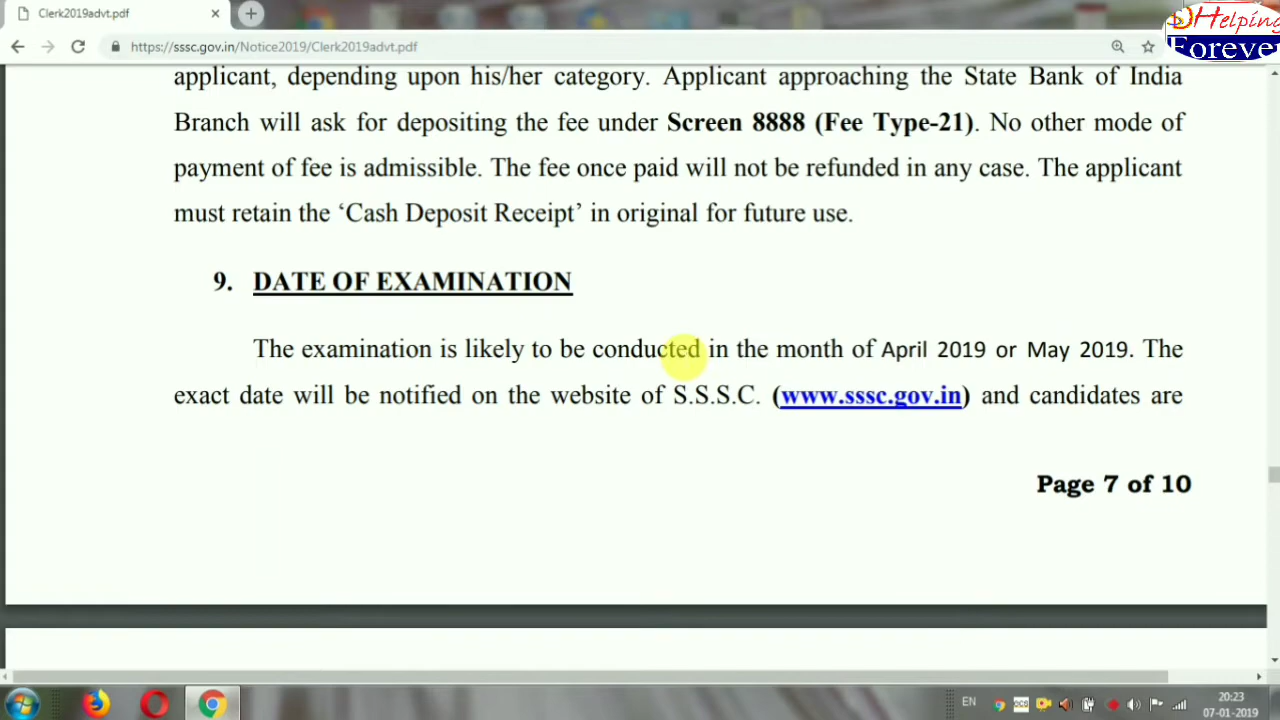 Clerk2019advt.pdf
https://sssc.gov.in/Notice2019/Clerk2019advt.pdf
Helping
Forever
applicant, depending upon his/her category. Applicant approaching the State Bank of India
Branch will ask for depositing the fee under Screen 8888 (Fee Type-21). No other mode of
payment of fee is admissible. The fee once paid will not be refunded in any case. The applicant
must retain the ‘Cash Deposit Receipt’ in original for future use.
9. DATE OF EXAMINATION
The examination is likely to be conducted in the month of April 2019 or May 2019. The
exact date will be notified on the website of S.S.S.C. (www.sssc.gov.in) and candidates are
Page 7 of 10
EN
20:23
07-01-2019